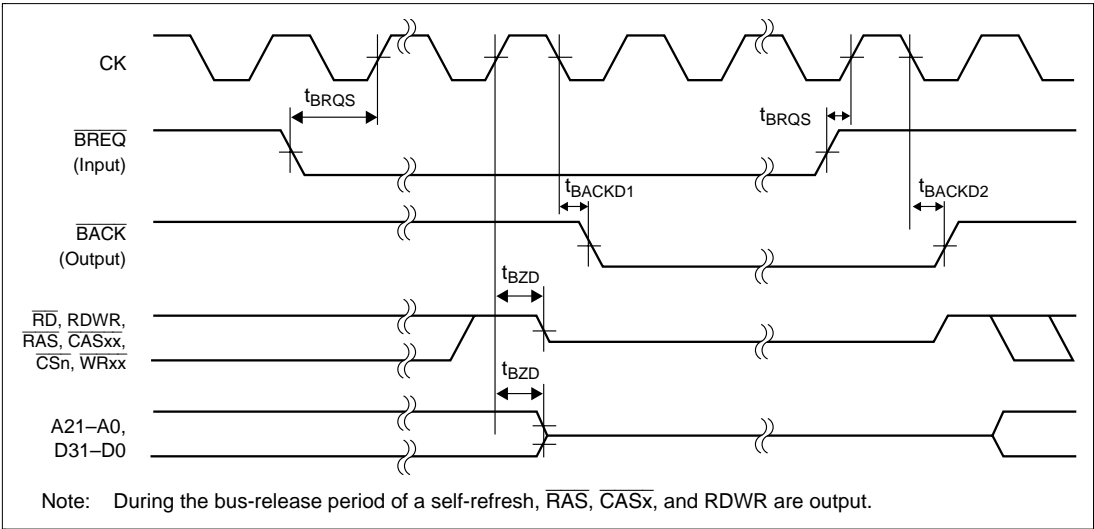 CK
tBRQS
tBRQS
BREQ
(Input)
tBACKD1
tBACKD2
BACK
(Output)
tBZD
RD, RDWR,
RAS, CASxx,
CSn, WRxx
tBZD
A21–A0,
D31–D0
Note: During the bus-release period of a self-refresh, RAS, CASx, and RDWR are output.